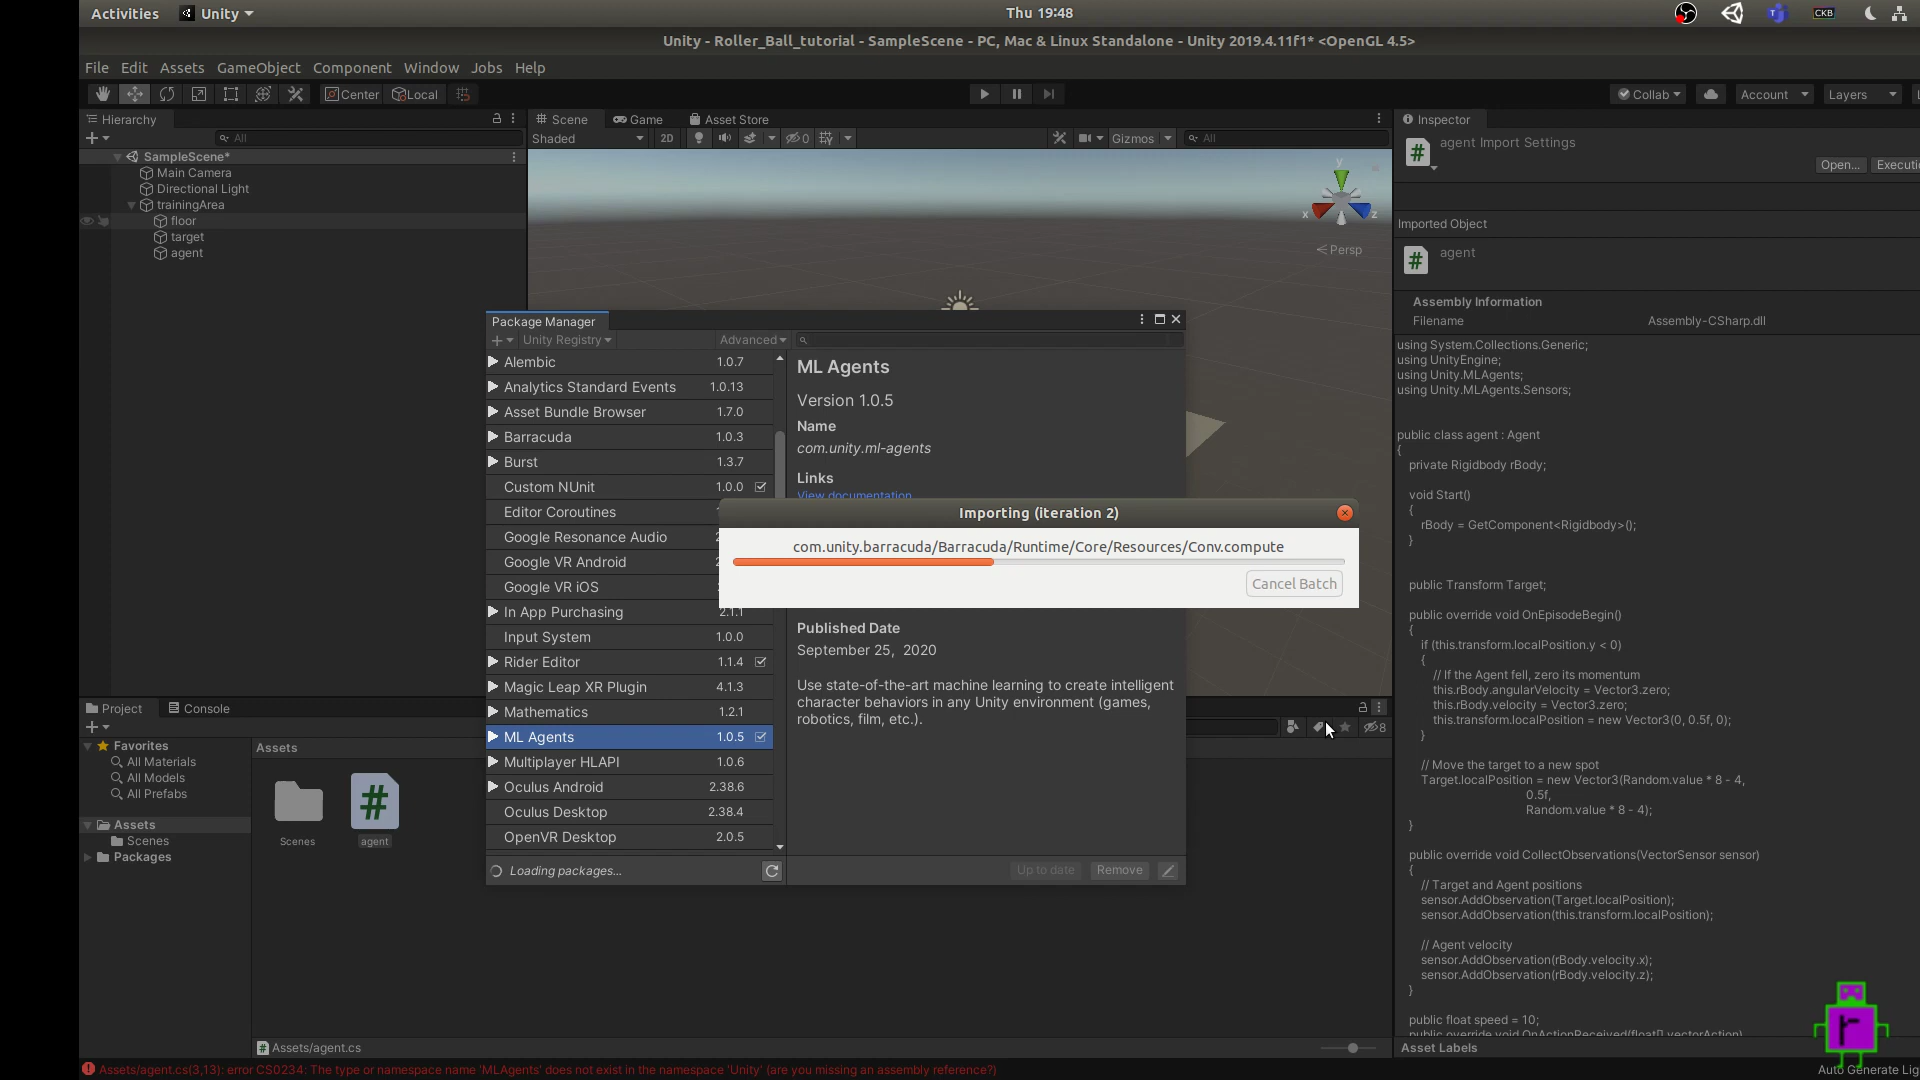 Activities
Unity
Thu 19:48
CKB
Unity - Roller_Ball_tutorial - SampleScene - PC, Mac & Linux Standalone - Unity 2019.4.11f1* <OpenGL 4.5>
File Edit Assets GameObject Component Window Jobs Help
Center Local
Collab Account Layers
Hierarchy
All
SampleScene*
Main Camera
Directional Light
trainingArea
floor
target
agent
Scene Game Asset Store
Shaded 2D 0 Gizmos All
y
x z
Persp
Inspector
agent Import Settings
Open...
Imported Object
agent
Assembly Information
Filename Assembly-CSharp.dll
using System.Collections.Generic;
using UnityEngine;
using Unity.MLAgents;
using Unity.MLAgents.Sensors;
public class agent : Agent
{
private Rigidbody rBody;
void Start()
{
rBody = GetComponent<Rigidbody>();
}
public Transform Target;
public override void OnEpisodeBegin()
{
if (this.transform.localPosition.y < 0)
{
// If the Agent fell, zero its momentum
this.rBody.angularVelocity = Vector3.zero;
this.rBody.velocity = Vector3.zero;
this.transform.localPosition = new Vector3(0, 0.5f, 0);
}
// Move the target to a new spot
Target.localPosition = new Vector3(Random.value * 8 - 4,
0.5f,
Random.value * 8 - 4);
}
public override void CollectObservations(VectorSensor sensor)
{
// Target and Agent positions
sensor.AddObservation(Target.localPosition);
sensor.AddObservation(this.transform.localPosition);
// Agent velocity
sensor.AddObservation(rBody.velocity.x);
sensor.AddObservation(rBody.velocity.z);
}
public float speed = 10;
public override void OnActionReceived(float[] vectorAction)
Asset Labels
Package Manager
Unity Registry Advanced
Alembic 1.0.7
Analytics Standard Events 1.0.13
Asset Bundle Browser 1.7.0
Barracuda 1.0.3
Burst 1.3.7
Custom NUnit 1.0.0
Editor Coroutines
Google Resonance Audio
Google VR Android
Google VR iOS
In App Purchasing 2.1.1
Input System 1.0.0
Rider Editor 1.1.4
Magic Leap XR Plugin 4.1.3
Mathematics 1.2.1
ML Agents 1.0.5
Multiplayer HLAPI 1.0.6
Oculus Android 2.38.6
Oculus Desktop 2.38.4
OpenVR Desktop 2.0.5
Loading packages...
ML Agents
Version 1.0.5
Name
com.unity.ml-agents
Links
View documentation
Importing (iteration 2)
com.unity.barracuda/Barracuda/Runtime/Core/Resources/Conv.compute
Cancel Batch
Published Date
September 25, 2020
Use state-of-the-art machine learning to create intelligent
character behaviors in any Unity environment (games,
robotics, film, etc.).
Up to date Remove
Project Console
8
Favorites
All Materials
All Models
All Prefabs
Assets
Scenes
Packages
Assets
Scenes
agent
Assets/agent.cs
Assets/agent.cs(3,13): error CS0234: The type or namespace name 'MLAgents' does not exist in the namespace 'Unity' (are you missing an assembly reference?)
Auto Generate